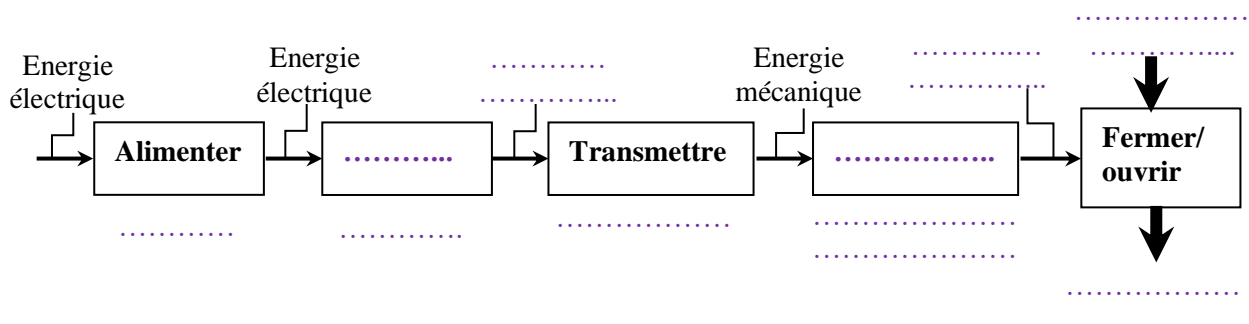 ………………
………..…
…………....
Energie
électrique
Energie
électrique
…………
…………...
Energie
mécanique
…………..
Alimenter
………...
Transmettre
……………..
Fermer/
ouvrir
…………
………….
………………
…………………
…………………
………………